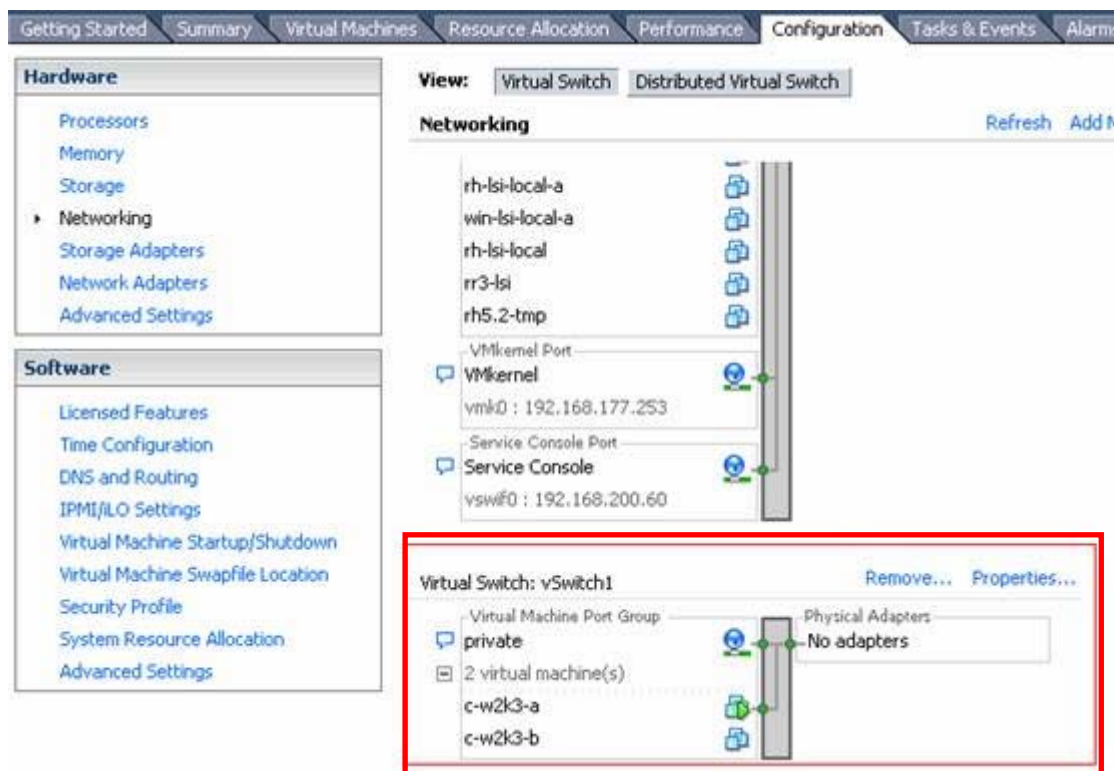 Getting Started Summary Virtual Machines Resource Allocation Performance Configuration Tasks & Events Alarms
Hardware
Processors
Memory
Storage
Networking
Storage Adapters
Network Adapters
Advanced Settings
Software
Licensed Features
Time Configuration
DNS and Routing
IPMI/iLO Settings
Virtual Machine Startup/Shutdown
Virtual Machine Swapfile Location
Security Profile
System Resource Allocation
Advanced Settings
View: Virtual Switch Distributed Virtual Switch
Networking Refresh Add N
rh-lsi-local-a
win-lsi-local-a
rh-lsi-local
rr3-lsi
rh5.2-tmp
VMkernel Port
VMkernel
vmk0 : 192.168.177.253
Service Console Port
Service Console
vswif0 : 192.168.200.60
Virtual Switch: vSwitch1 Remove... Properties...
Virtual Machine Port Group Physical Adapters
private No adapters
2 virtual machine(s)
c-w2k3-a
c-w2k3-b